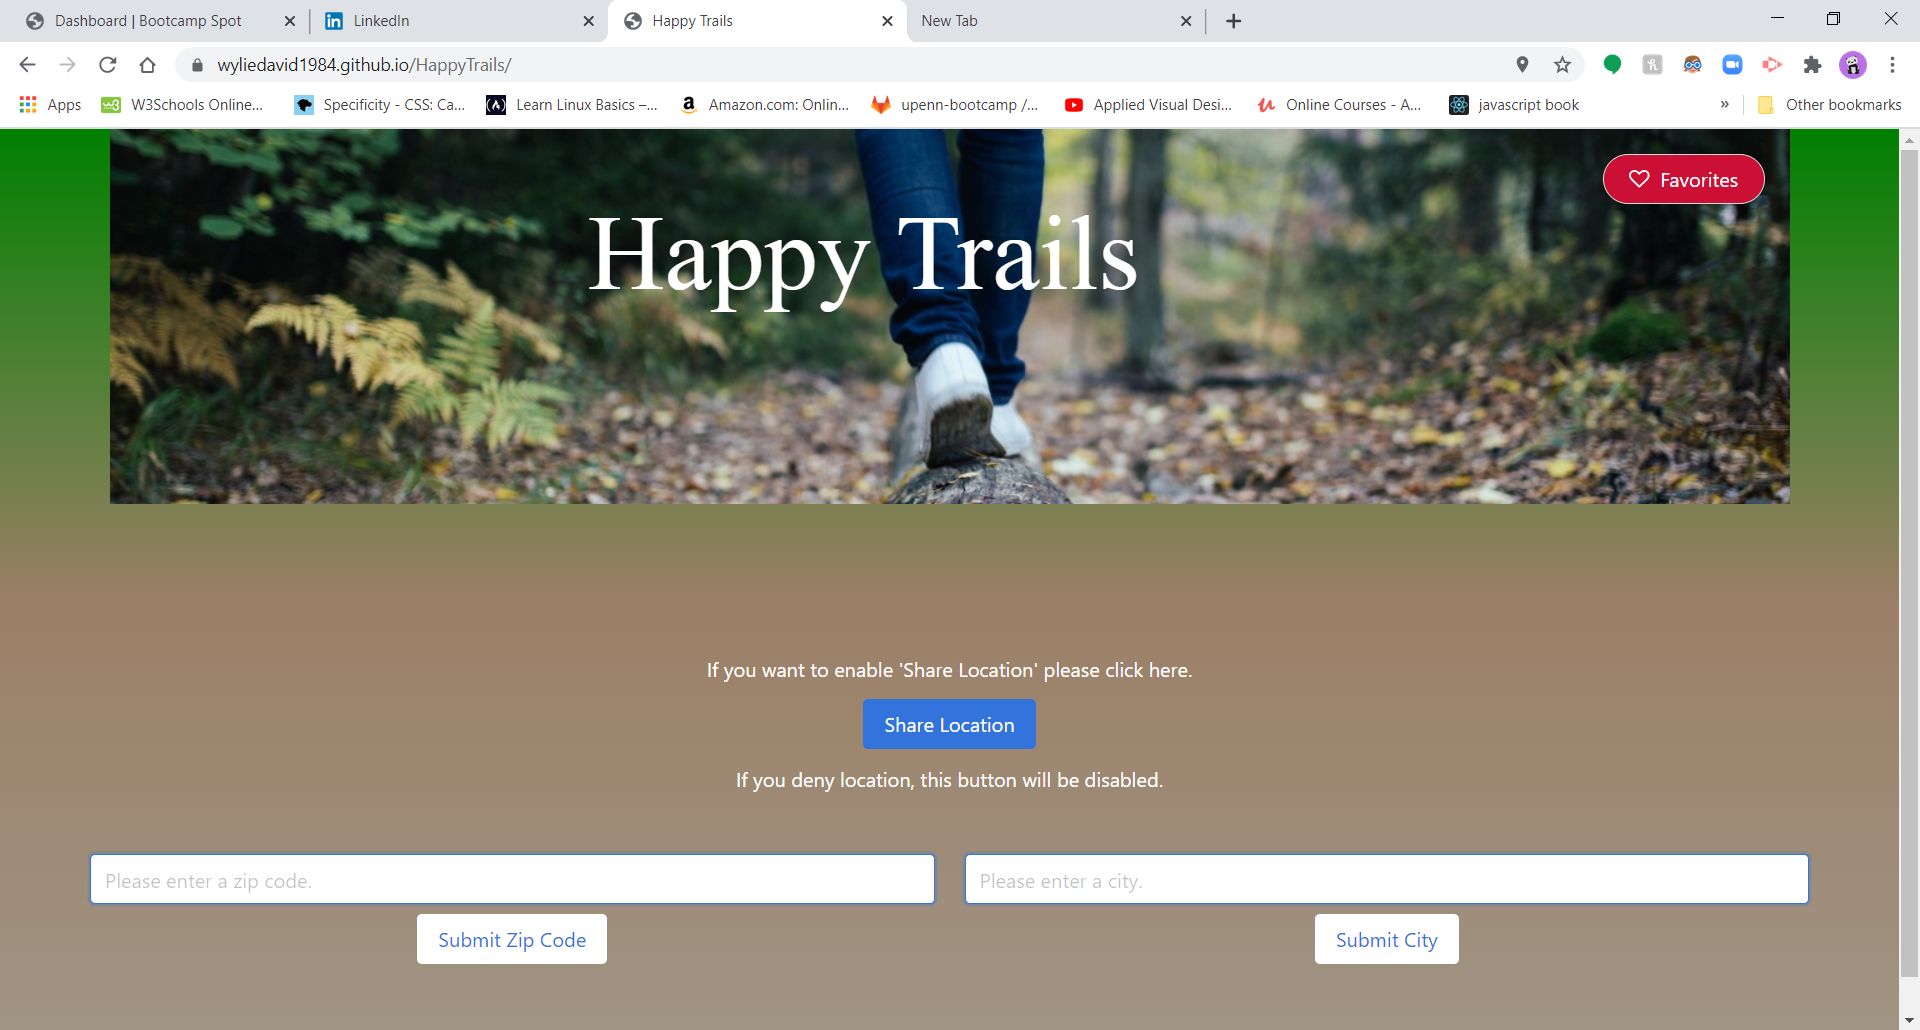 Dashboard | Bootcamp Spot
LinkedIn
Happy Trails
New Tab
wyliedavid1984.github.io/HappyTrails/
Apps
W3Schools Online...
Specificity - CSS: Ca...
Learn Linux Basics –...
Amazon.com: Onlin...
upenn-bootcamp /...
Applied Visual Desi...
Online Courses - A...
javascript book
»
Other bookmarks
Favorites
Happy Trails
If you want to enable 'Share Location' please click here.
Share Location
If you deny location, this button will be disabled.
Please enter a zip code.
Please enter a city.
Submit Zip Code
Submit City